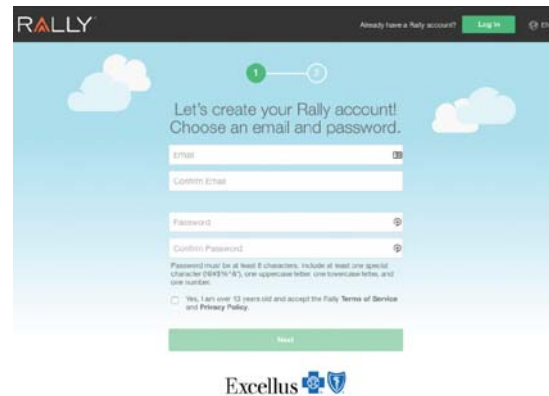 RALLY
Already have a Rally account?
Log in
1
2
Let's create your Rally account!
Choose an email and password.
Email
Confirm Email
Password
Confirm Password
Password must be at least 8 characters, include at least one special
one uppercase letter, one lowercase letter, and
one number.
Yes, I am over 13 years old and accept the Rally Terms of Service
and Privacy Policy.
Next
Excellus